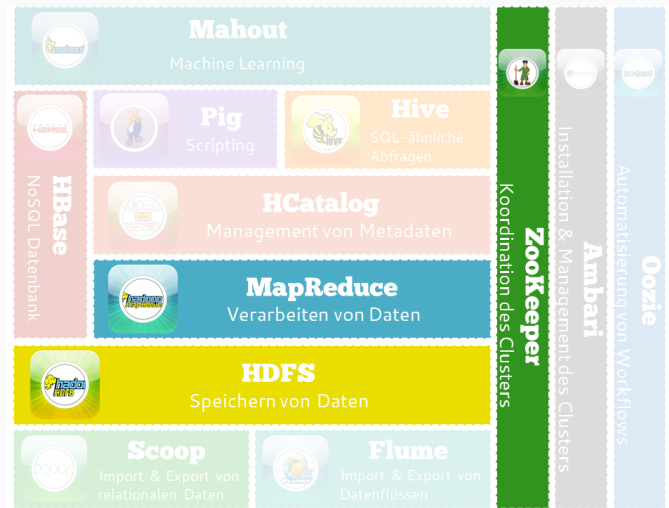 Mahout
Machine Learning
Pig
Scripting
Hive
SQL-ähnliche
Abfragen
HBase
NoSQL Datenbank
HCatalog
Management von Metadaten
MapReduce
Verarbeiten von Daten
HDFS
Speichern von Daten
Scoop
Import & Export von
relationalen Daten
Flume
Import & Export von
Datenflüssen
ZooKeeper
Koordination des Clusters
Ambari
Installation & Management des Clusters
Oozie
Automatisierung von Workflows